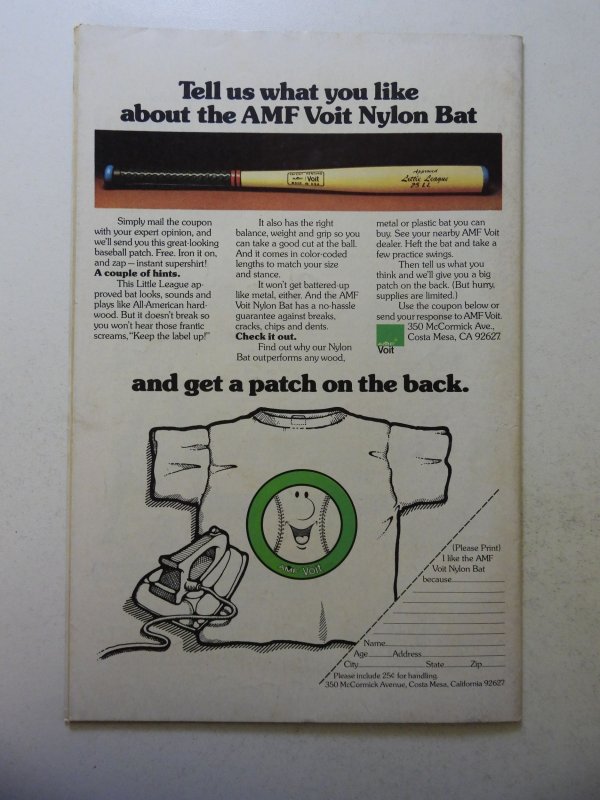 Tell us what you like
about the AMF Voit Nylon Bat
Voit
MADE IN U.S.A.
Approved
Little League
25 LL
Simply mail the coupon
with your expert opinion, and
we'll send you this great-looking
baseball patch. Free. Iron it on,
and zap – instant supershirt!
A couple of hints.
This Little League ap-
proved bat looks, sounds and
plays like All-American hard-
wood. But it doesn't break so
you won't hear those frantic
screams, "Keep the label up!"
It also has the right
balance, weight and grip so you
can take a good cut at the ball.
And it comes in color-coded
lengths to match your size
and stance.
It won't get battered-up
like metal, either. And the AMF
Voit Nylon Bat has a no-hassle
guarantee against breaks,
cracks, chips and dents.
Check it out.
Find out why our Nylon
Bat outperforms any wood,
metal or plastic bat you can
buy. See your nearby AMF Voit
dealer. Heft the bat and take a
few practice swings.
Then tell us what you
think and we'll give you a big
patch on the back. (But hurry,
supplies are limited.)
Use the coupon below or
send your response to AMF Voit.
350 McCormick Ave.,
Costa Mesa, CA 92627.
AMF
Voit
and get a patch on the back.
AMF Voit
(Please Print)
I like the AMF
Voit Nylon Bat
because
Name
Age Address
City State Zip
Please include 25¢ for handling.
350 McCormick Avenue, Costa Mesa, California 92627